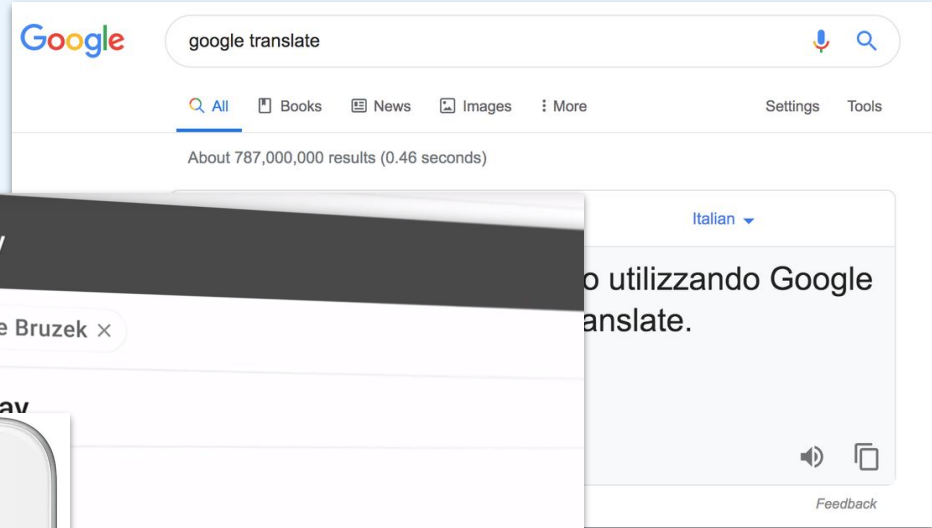 Google
google translate
All Books News Images More Settings Tools
About 787,000,000 results (0.46 seconds)
Italian
utilizzando Google
anslate.
Bruzek ×
Feedback